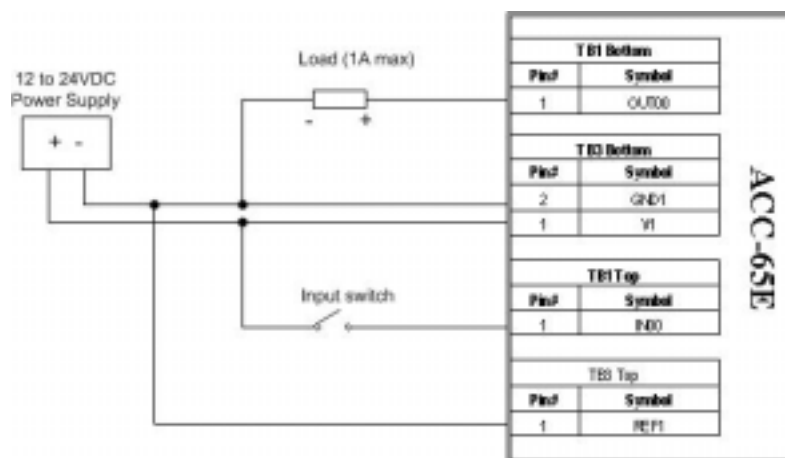 12 to 24VDC
Power Supply
+ -
Load (1A max)
- +
Input switch
TB1 Bottom
Pin# Symbol
1 OUT00
TB3 Bottom
Pin# Symbol
2 GND1
1 V1
TB1 Top
Pin# Symbol
1 IN00
TB3 Top
Pin# Symbol
1 REF1
ACC-65E